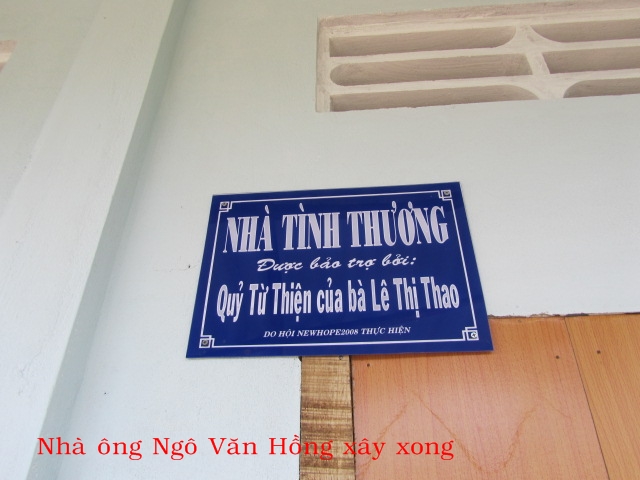 NHÀ TÌNH THƯƠNG
Được bảo trợ bởi:
Quỷ Từ Thiện của bà Lê Thị Thao
DO HỘI NEWHOPE2008 THỰC HIỆN
Nhà ông Ngô Văn Hồng xây xong